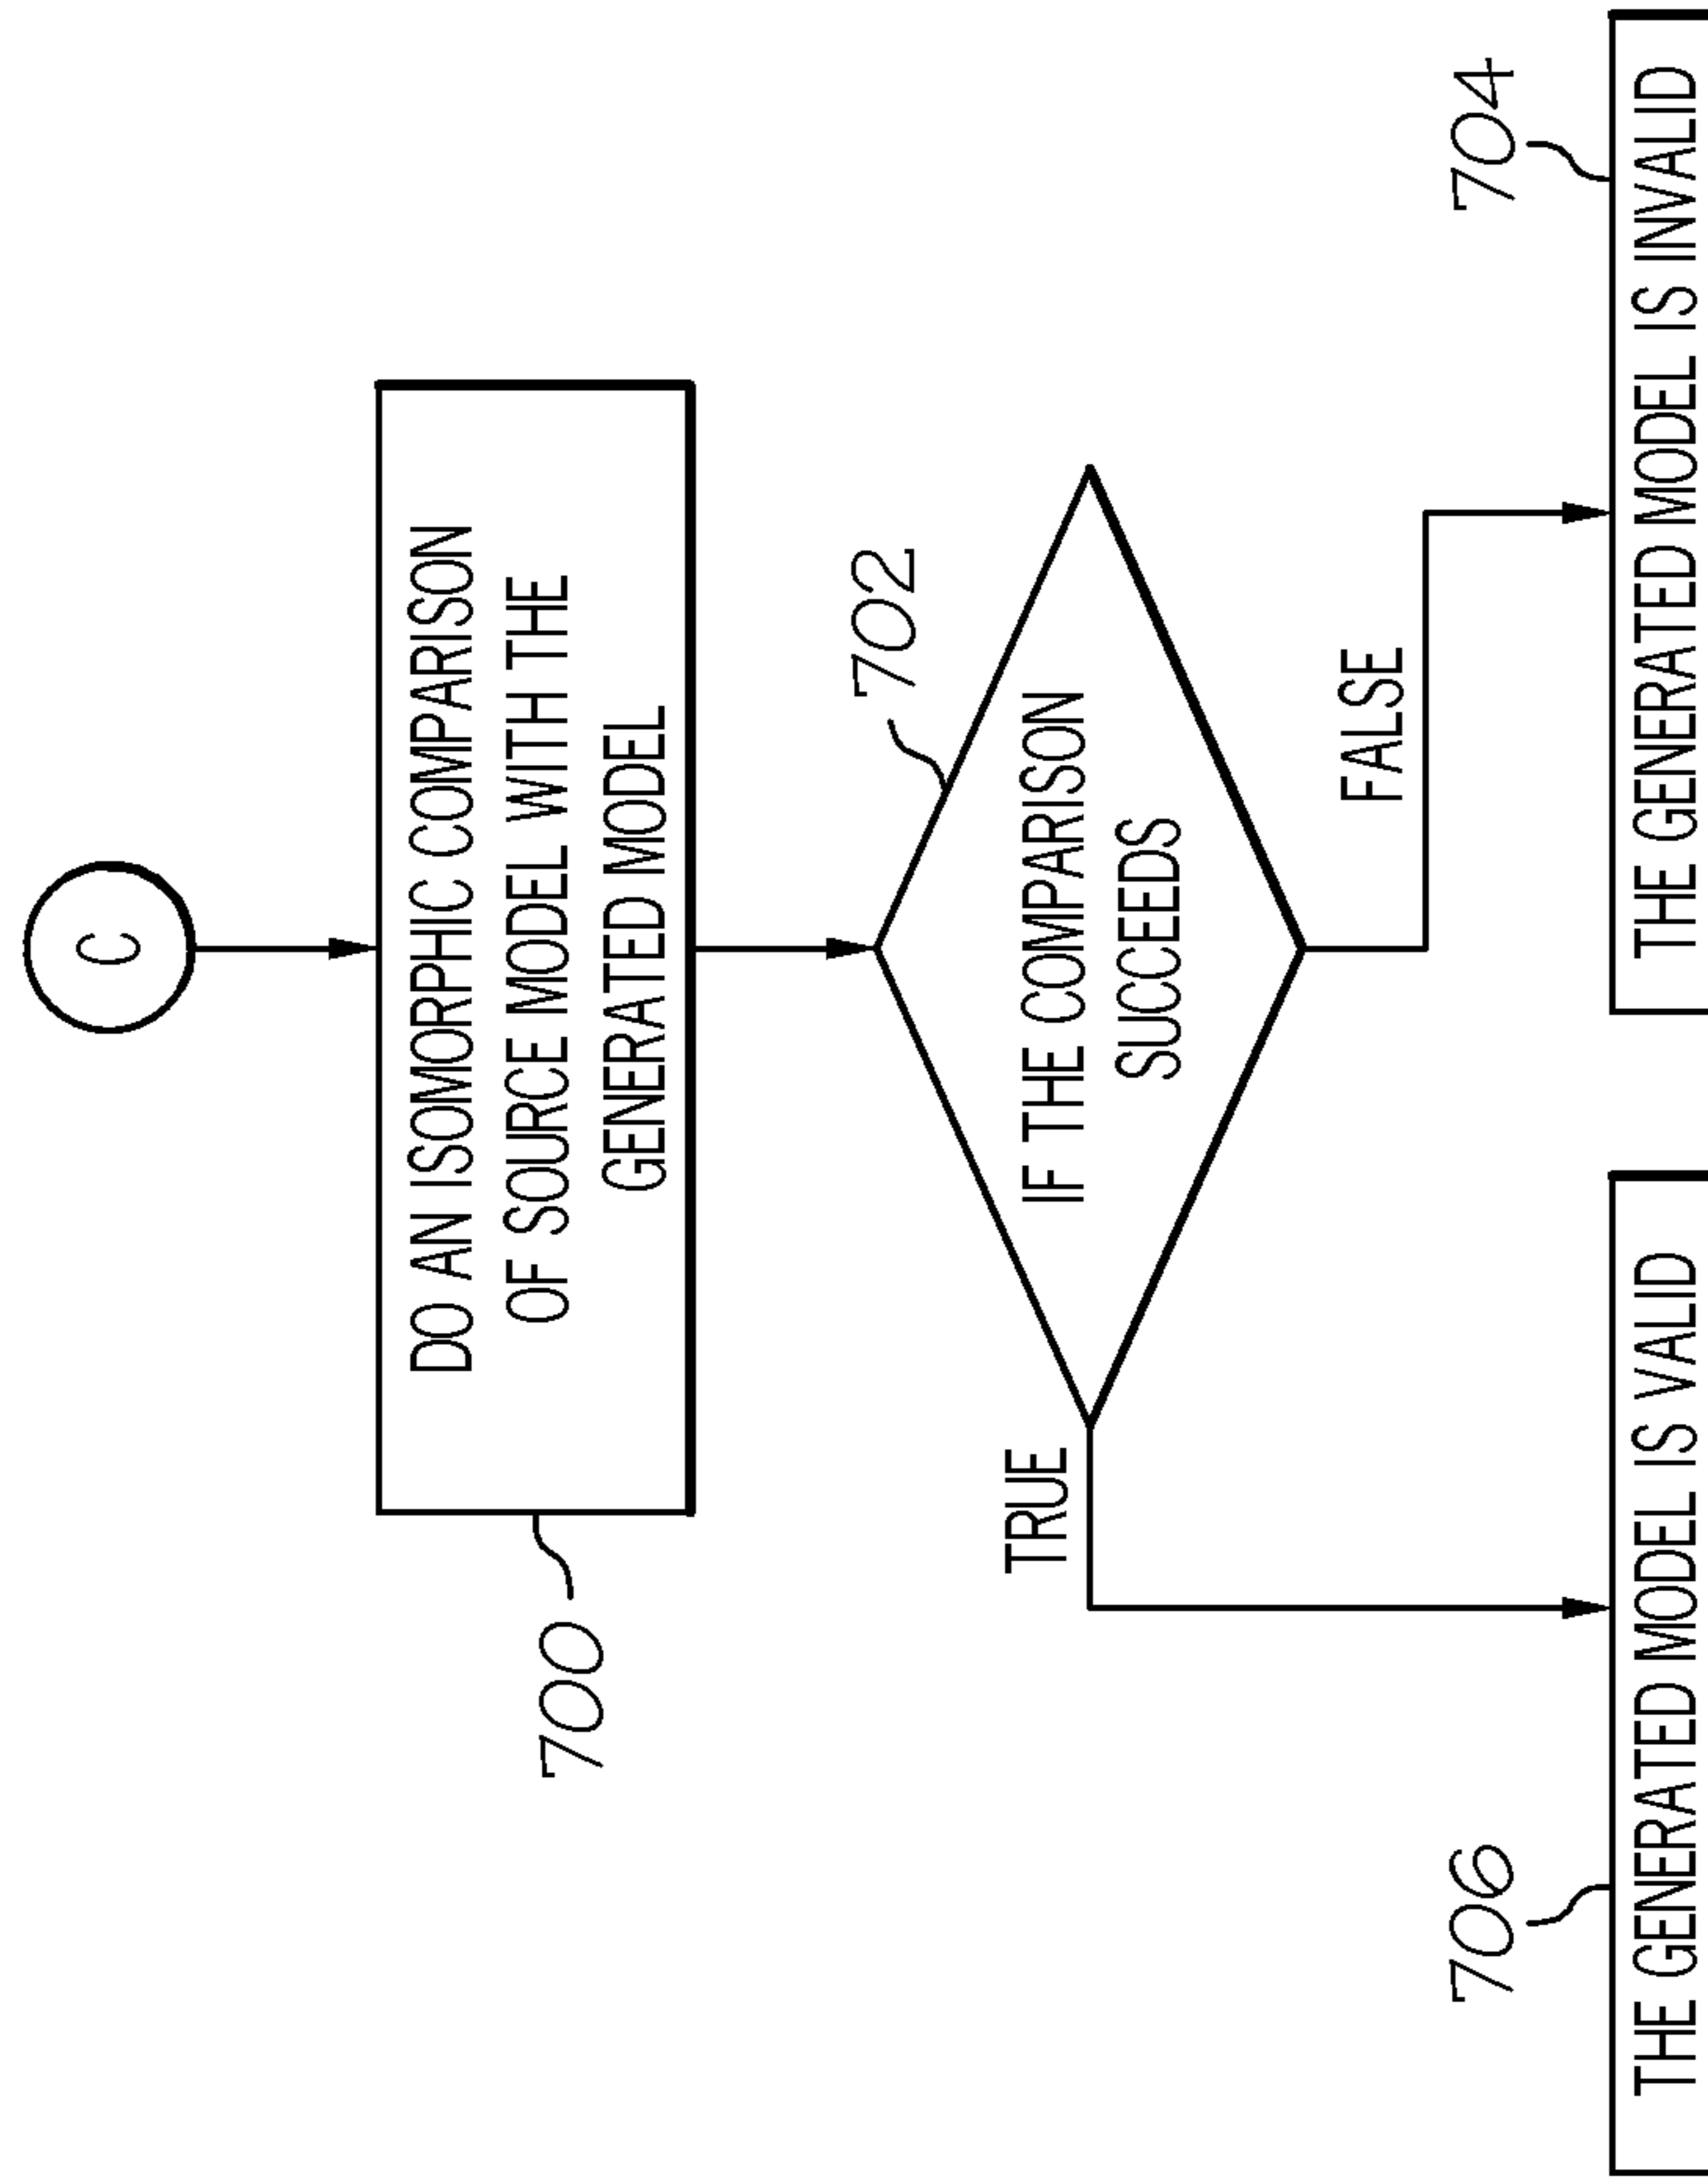 C
DO AN ISOMORPHIC COMPARISON
OF SOURCE MODEL WITH THE
GENERATED MODEL
700
702
IF THE COMPARISON
SUCCEEDS
TRUE
FALSE
706
THE GENERATED MODEL IS VALID
704
THE GENERATED MODEL IS INVALID